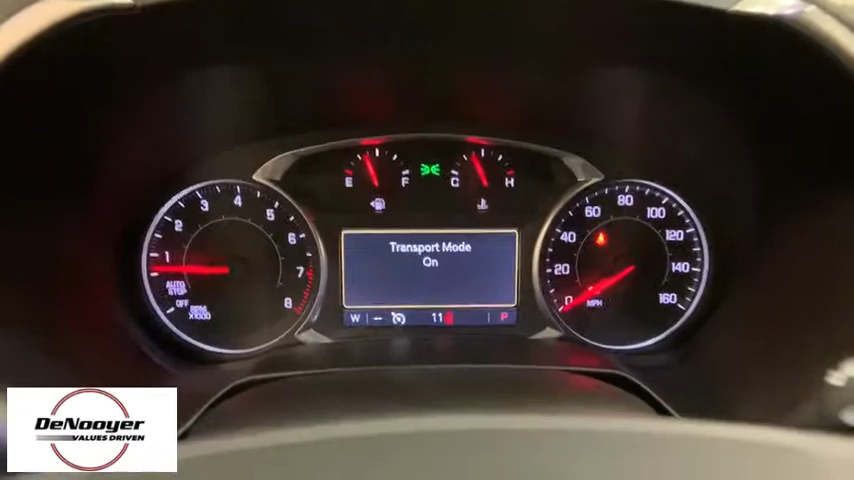 E F C H
1 2 3 4 5 6 7 8
AUTO
STOP
OFF
RPM
X1000
Transport Mode
On
W 11 P
0 20 40 60 80 100 120 140 160
MPH
DeNooyer
VALUES DRIVEN